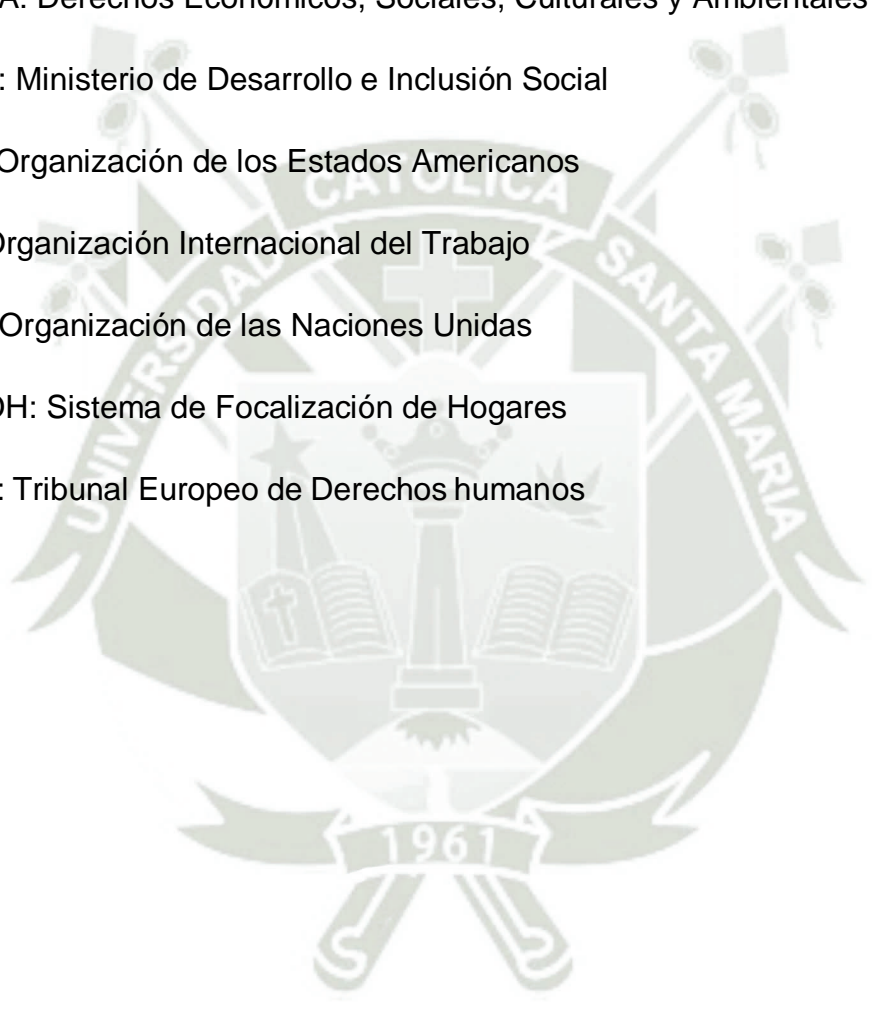 A: Derechos Económicos, Sociales, Culturales y Ambientales
: Ministerio de Desarrollo e Inclusión Social
Organización de los Estados Americanos
Organización Internacional del Trabajo
Organización de las Naciones Unidas
OH: Sistema de Focalización de Hogares
: Tribunal Europeo de Derechos humanos
UNIVERSIDAD CATOLICA SANTA MARIA
1961